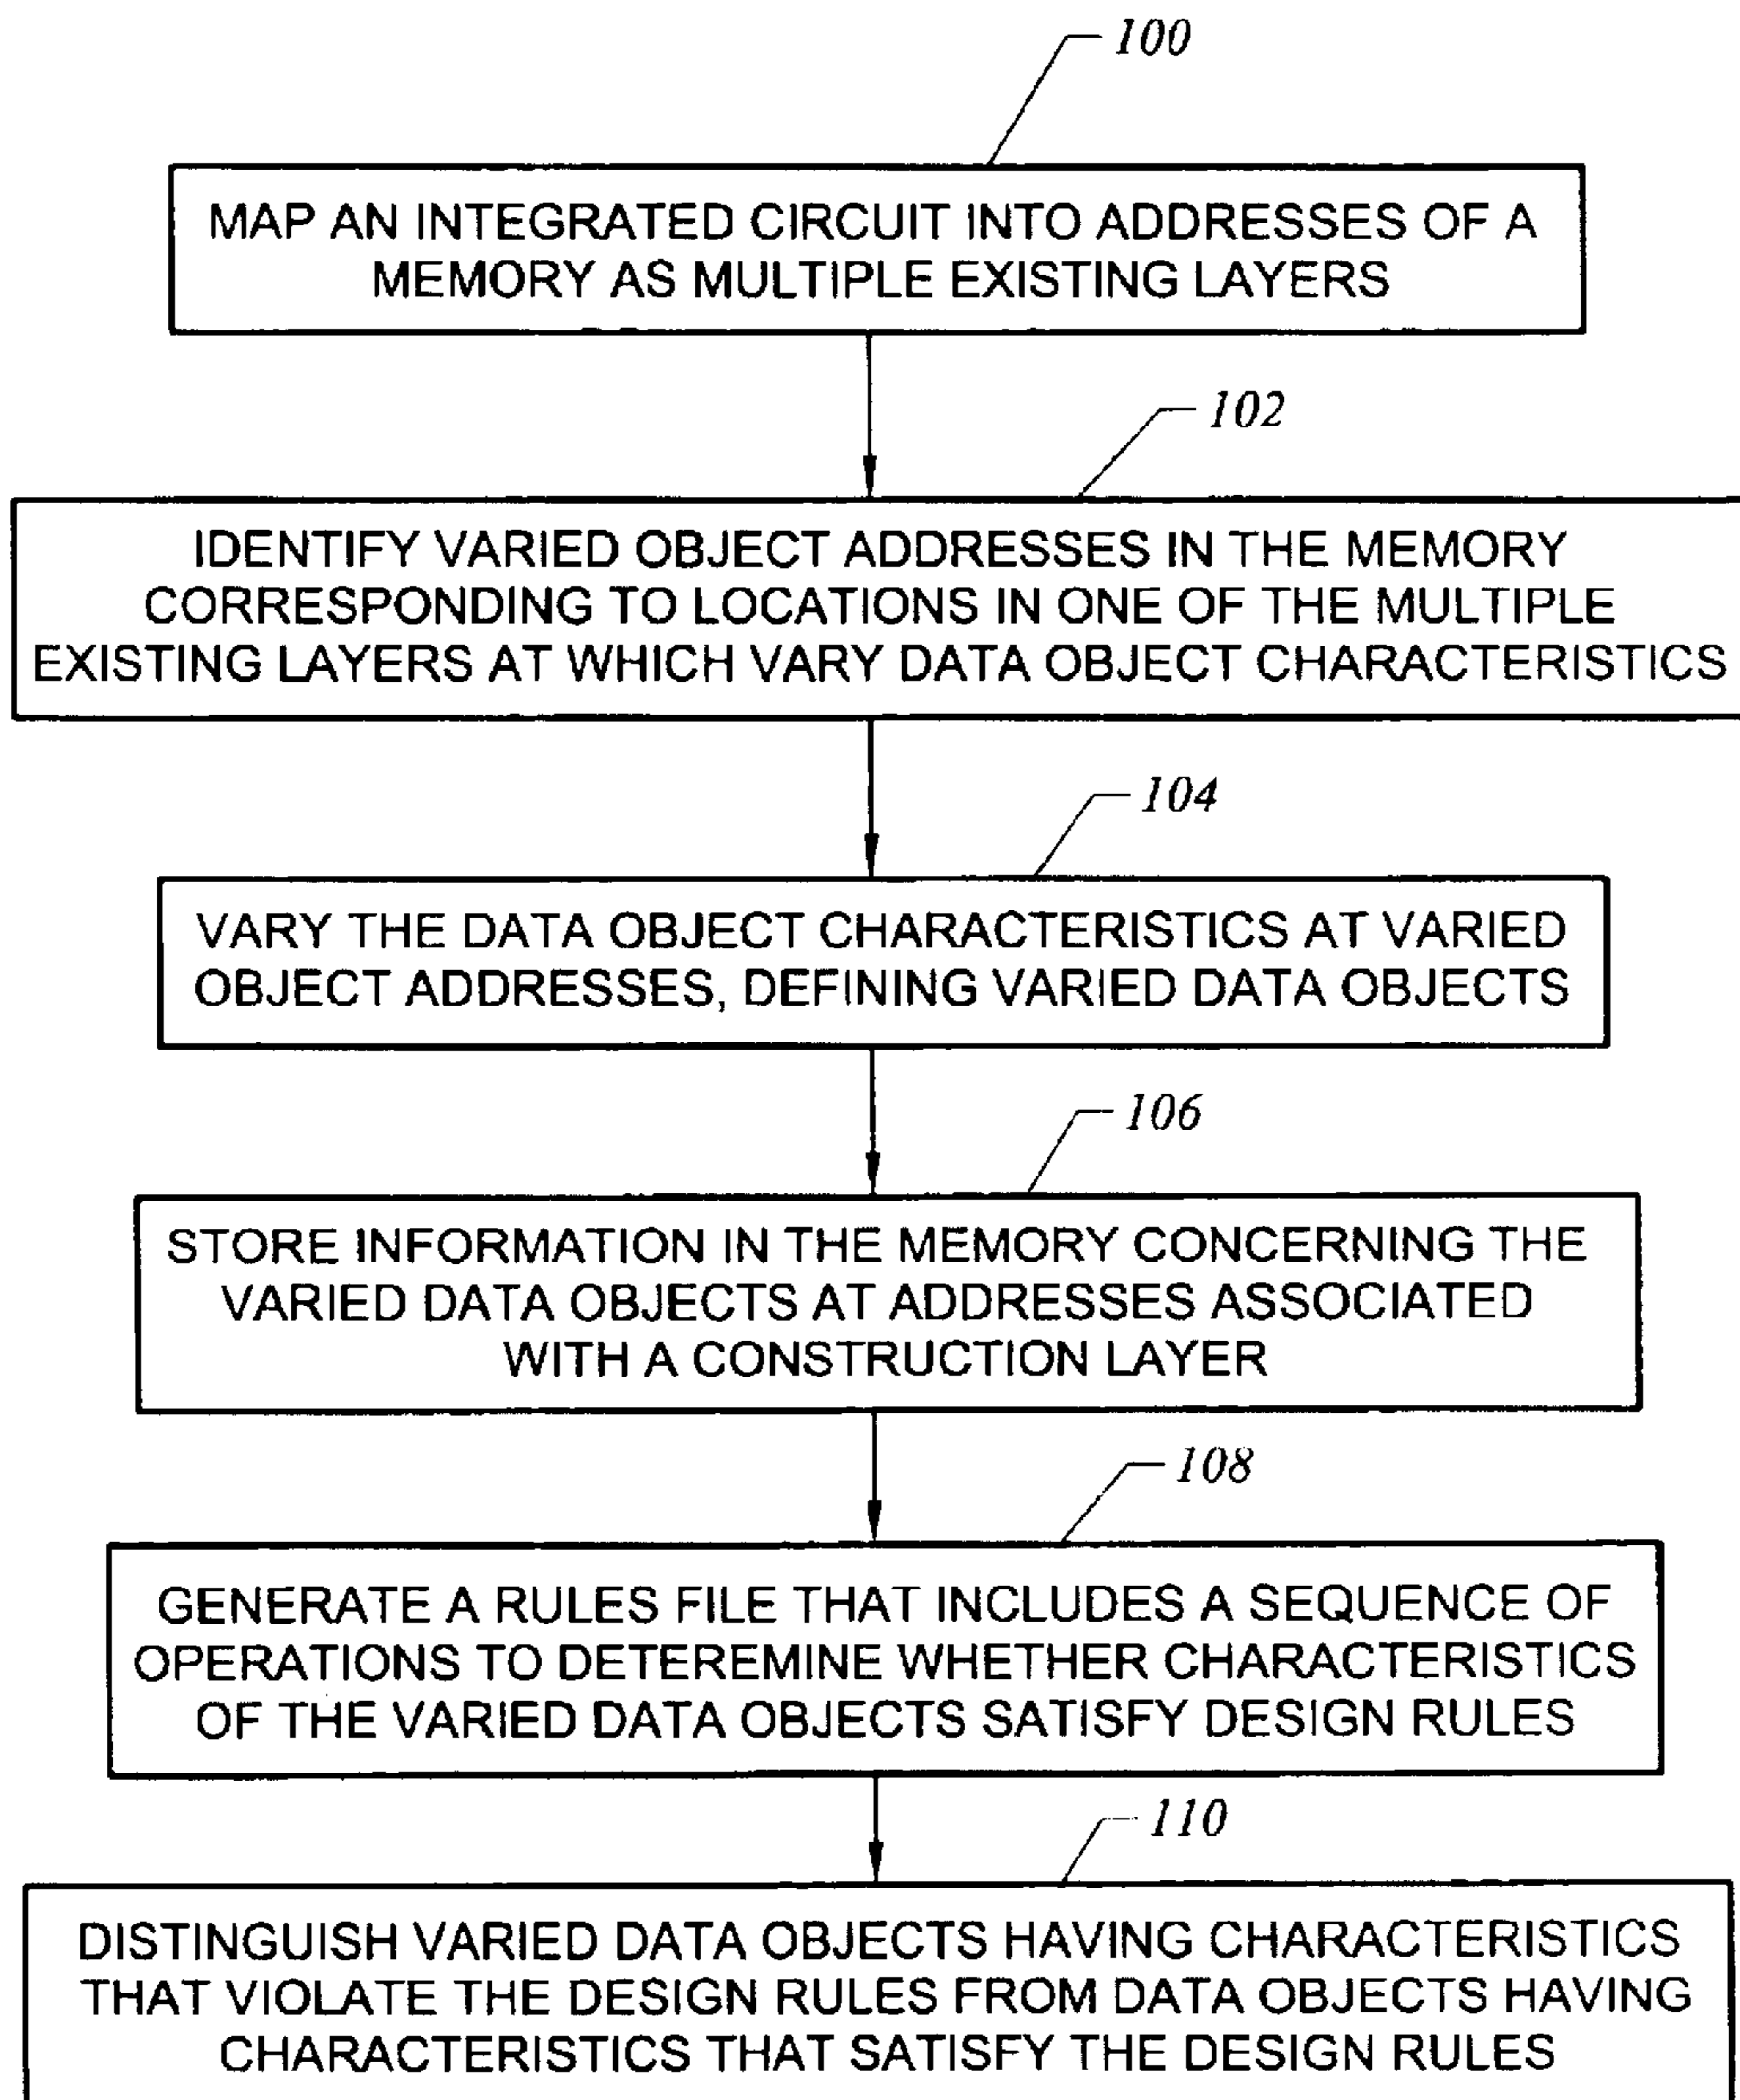 100
MAP AN INTEGRATED CIRCUIT INTO ADDRESSES OF A
MEMORY AS MULTIPLE EXISTING LAYERS
102
IDENTIFY VARIED OBJECT ADDRESSES IN THE MEMORY
CORRESPONDING TO LOCATIONS IN ONE OF THE MULTIPLE
EXISTING LAYERS AT WHICH VARY DATA OBJECT CHARACTERISTICS
104
VARY THE DATA OBJECT CHARACTERISTICS AT VARIED
OBJECT ADDRESSES, DEFINING VARIED DATA OBJECTS
106
STORE INFORMATION IN THE MEMORY CONCERNING THE
VARIED DATA OBJECTS AT ADDRESSES ASSOCIATED
WITH A CONSTRUCTION LAYER
108
GENERATE A RULES FILE THAT INCLUDES A SEQUENCE OF
OPERATIONS TO DETEREMINE WHETHER CHARACTERISTICS
OF THE VARIED DATA OBJECTS SATISFY DESIGN RULES
110
DISTINGUISH VARIED DATA OBJECTS HAVING CHARACTERISTICS
THAT VIOLATE THE DESIGN RULES FROM DATA OBJECTS HAVING
CHARACTERISTICS THAT SATISFY THE DESIGN RULES